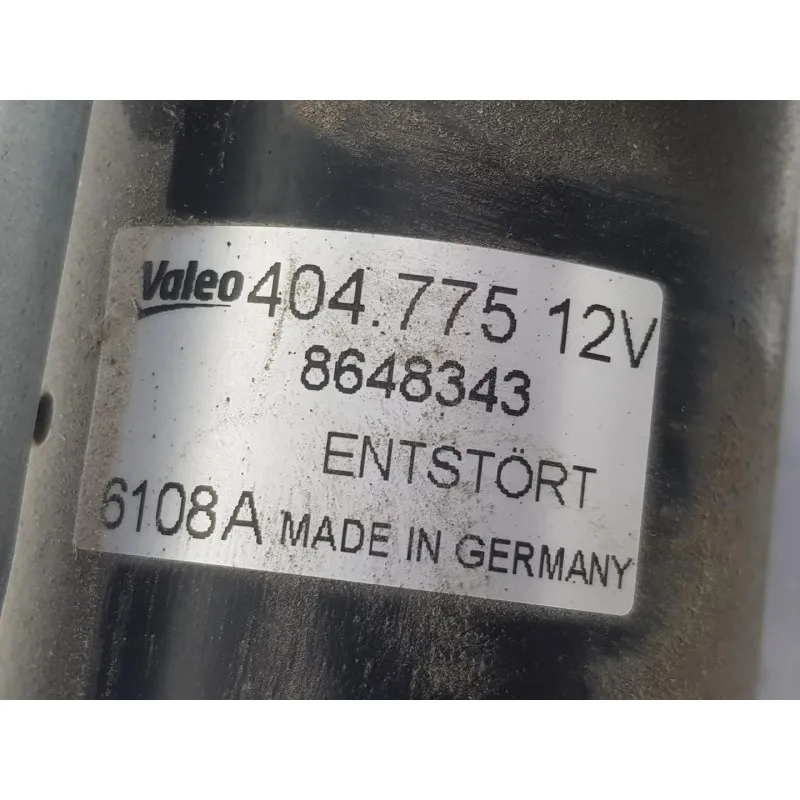 Valeo 404.775 12V
8648343
ENTSTÖRT
6108A MADE IN GERMANY